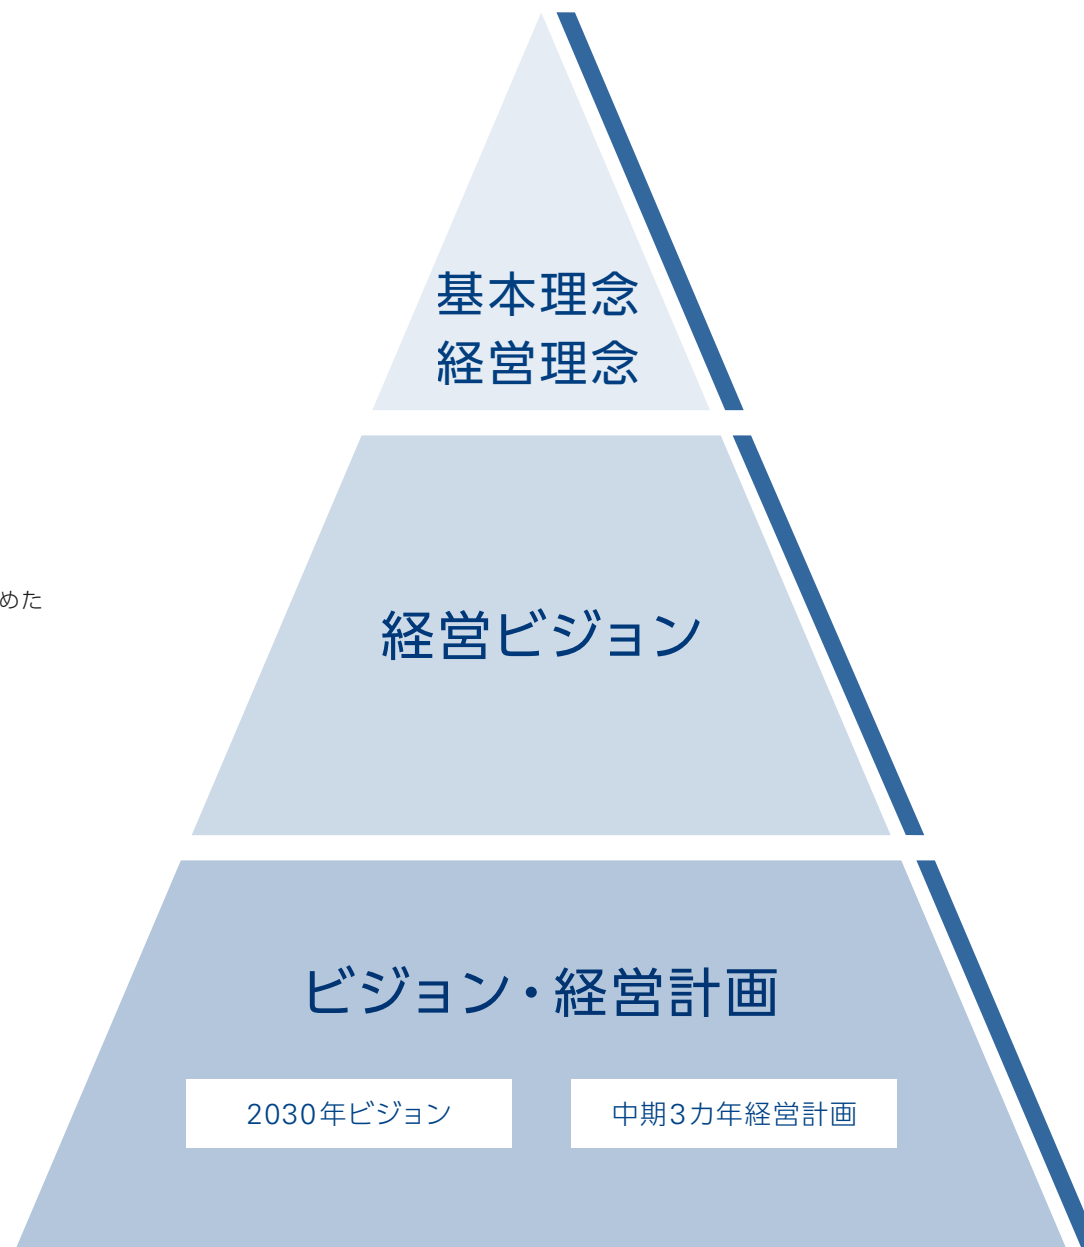 基本理念
経営理念
めた
経営ビジョン
ビジョン・経営計画
2030年ビジョン
中期3カ年経営計画